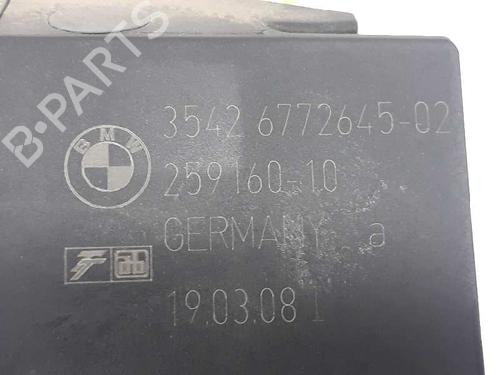 B-PARTS
3542 6772645-02
BMW
259160-10
GERMANY a
19.03.08 1